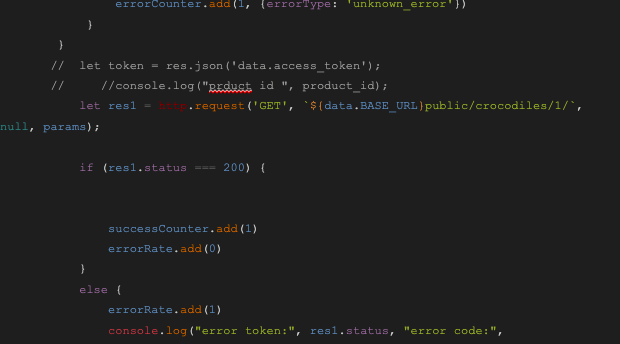 errorCounter.add(1, {errorType: 'unknown_error'})
}
}
// let token = res.json('data.access_token');
// //console.log("prduct id ", product_id);
let res1 = http.request('GET', `${data.BASE_URL}public/crocodiles/1/`,
null, params);
if (res1.status === 200) {
successCounter.add(1)
errorRate.add(0)
}
else {
errorRate.add(1)
console.log("error token:", res1.status, "error code:",